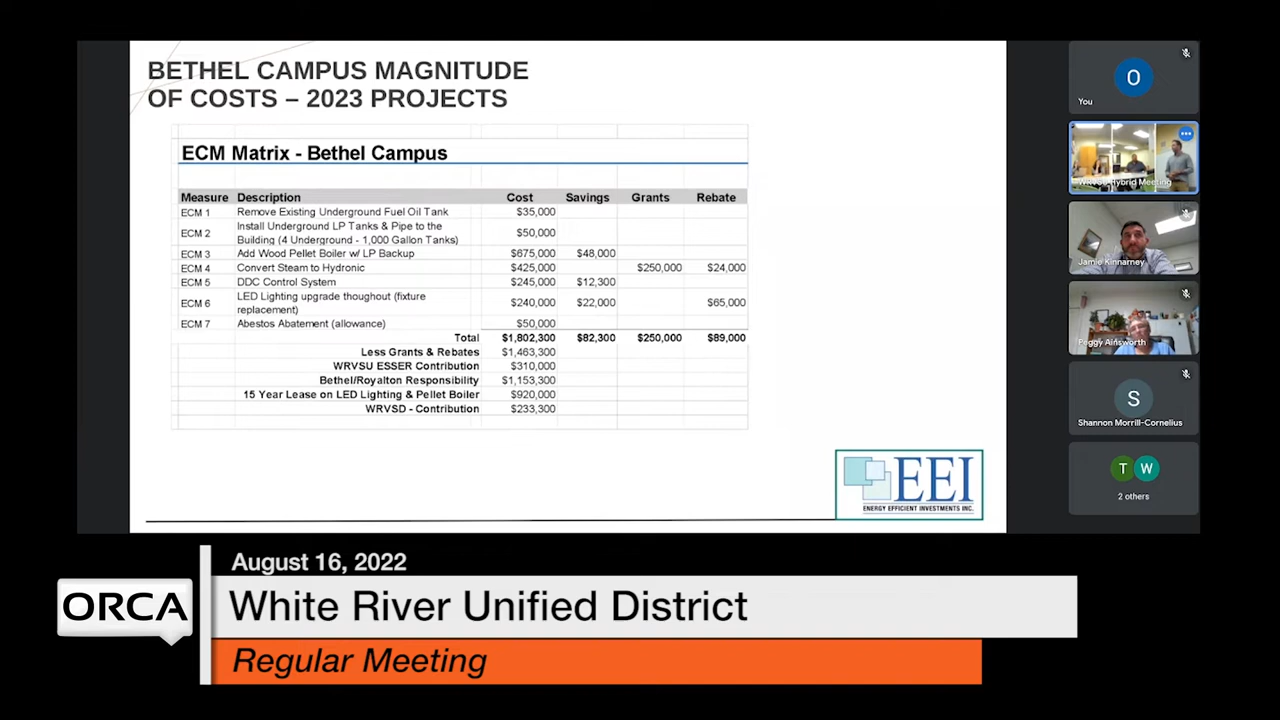 BETHEL CAMPUS MAGNITUDE
OF COSTS – 2023 PROJECTS
ECM Matrix - Bethel Campus
Measure Description Cost Savings Grants Rebate
ECM 1 Remove Existing Underground Fuel Oil Tank $35,000
ECM 2 Install Underground LP Tanks & Pipe to the
Building (4 Underground - 1,000 Gallon Tanks) $50,000
ECM 3 Add Wood Pellet Boiler w/ LP Backup $675,000 $48,000
ECM 4 Convert Steam to Hydronic $425,000 $250,000 $24,000
ECM 5 DDC Control System $245,000 $12,300
ECM 6 LED Lighting upgrade thoughout (fixture
replacement) $240,000 $22,000 $65,000
ECM 7 Abestos Abatement (allowance) $50,000
Total $1,802,300 $82,300 $250,000 $89,000
Less Grants & Rebates $1,463,300
WRVSU ESSER Contribution $310,000
Bethel/Royalton Responsibility $1,153,300
15 Year Lease on LED Lighting & Pellet Boiler $920,000
WRVSD - Contribution $233,300
EEI
ENERGY EFFICIENT INVESTMENTS INC.
O
You
Hybrid Meeting
Jamie Kinnarney
Peggy Ainsworth
S
Shannon Morrill-Cornelius
T W
2 others
August 16, 2022
ORCA
White River Unified District
Regular Meeting